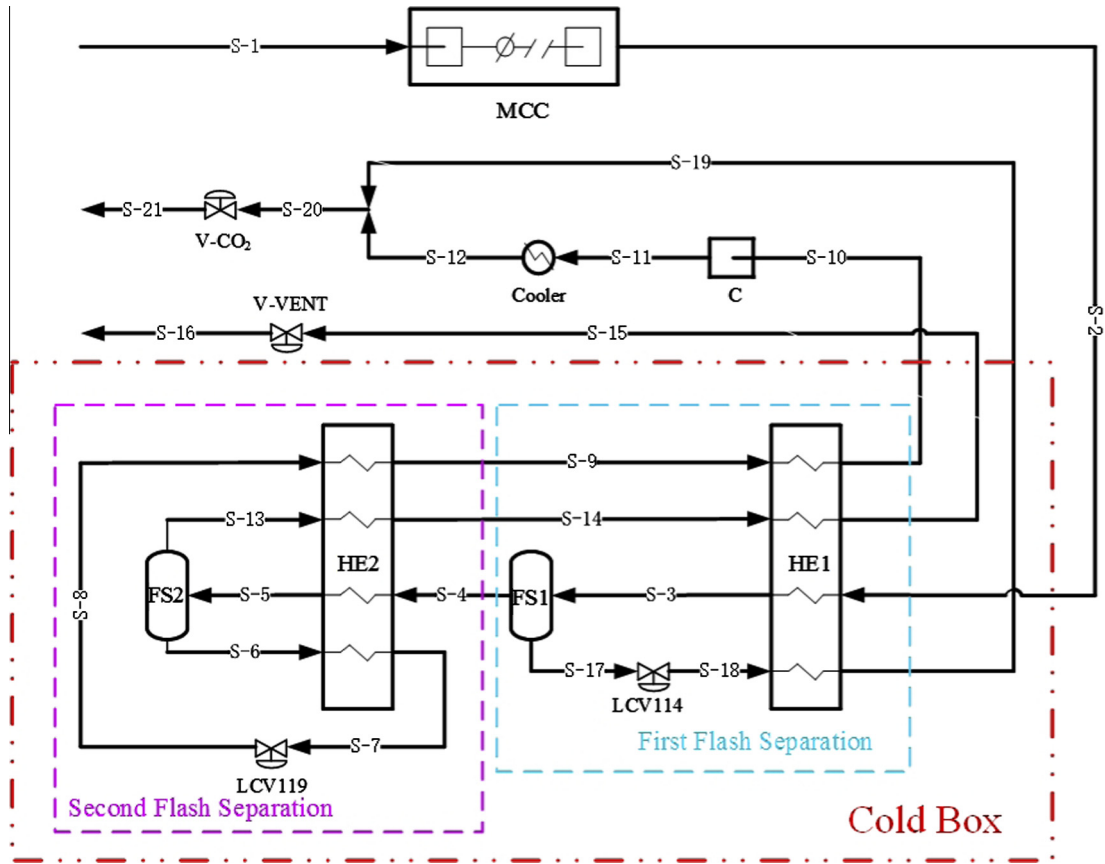 S-1
MCC
S-19
S-21
S-20
V-CO₂
S-12
S-11
S-10
Cooler
C
V-VENT
S-16
S-15
S-2
S-9
S-13
S-14
HE2
HE1
FS2
S-5
S-4
FS1
S-3
S-8
S-6
S-17
S-18
LCV114
S-7
First Flash Separation
LCV119
Second Flash Separation
Cold Box